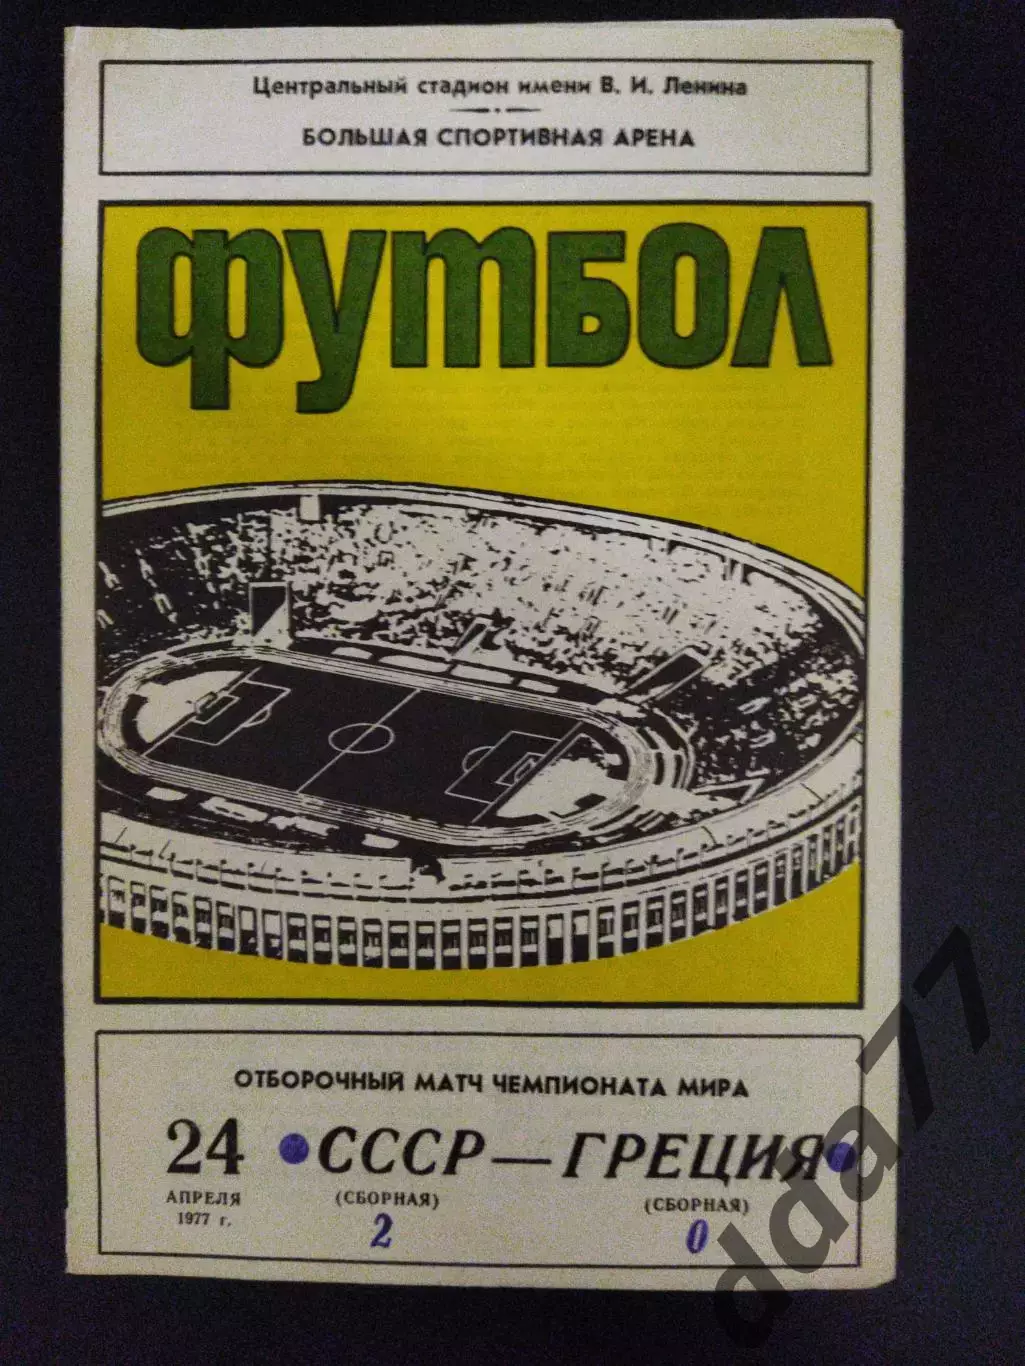 Центральный стадион имени В. И. Ленина
БОЛЬШАЯ СПОРТИВНАЯ АРЕНА
ФУТБОЛ
ОТБОРОЧНЫЙ МАТЧ ЧЕМПИОНАТА МИРА
24 СССР — ГРЕЦИЯ
АПРЕЛЯ (СБОРНАЯ) (СБОРНАЯ)
1977 г. 2 0
dda77